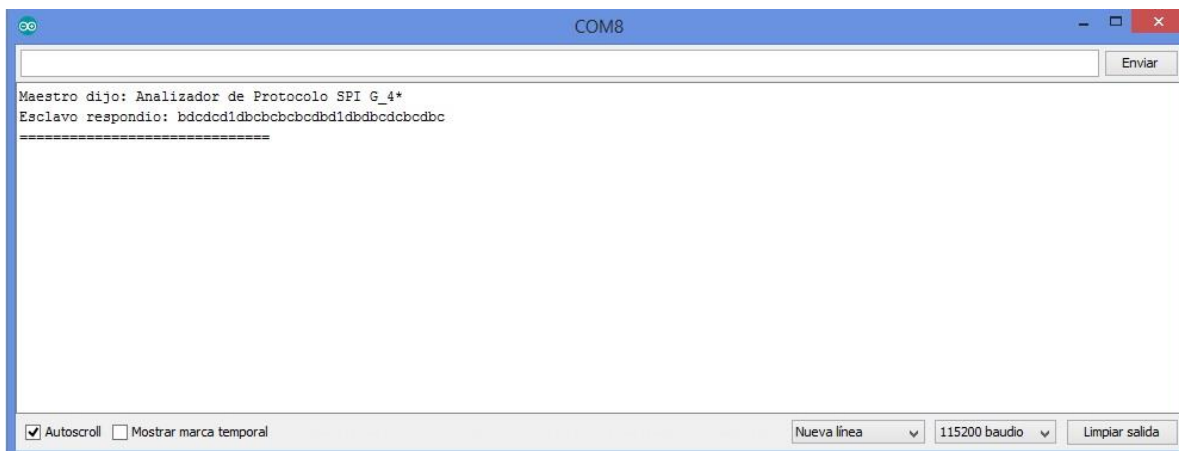 COM8
Enviar
Maestro dijo: Analizador de Protocolo SPI G_4*
Esclavo respondio: bdcdcd1dbcbcbcbcdbd1dbdbcdcbcdbc
==============================
Autoscroll Mostrar marca temporal Nueva línea 115200 baudio Limpiar salida